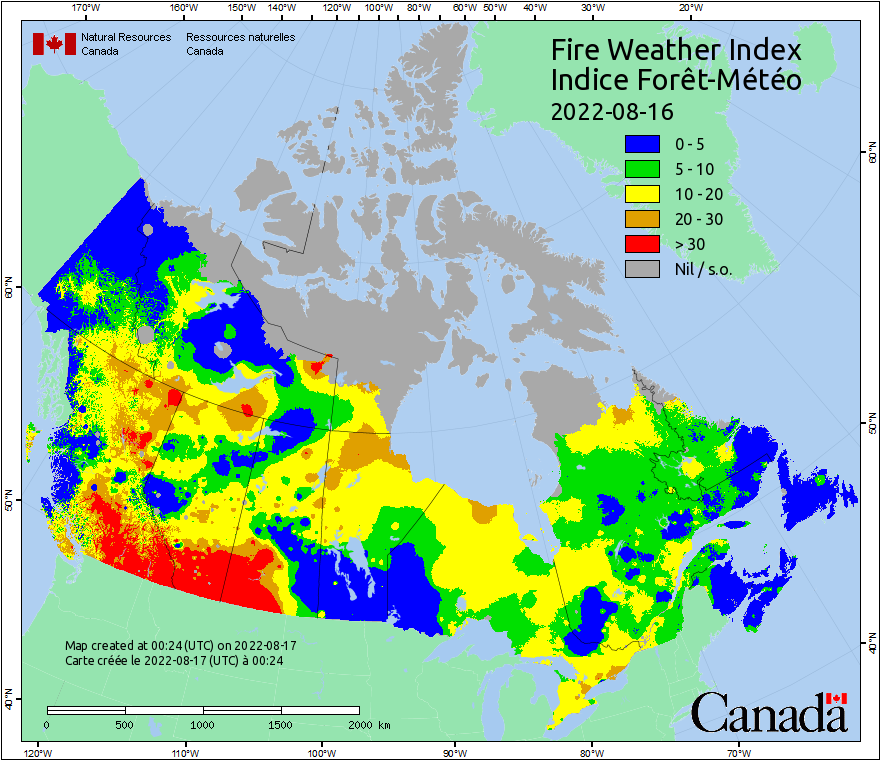 170°W 160°W 150°W 140°W 120°W 100°W 80°W 60°W 50°W 40°W 30°W 20°W
Natural Resources Ressources naturelles
Canada Canada
Fire Weather Index
Indice Forêt-Météo
2022-08-16
0 - 5
5 - 10
10 - 20
20 - 30
> 30
Nil / s.o.
60°N
60°N
50°N
50°N
40°N
40°N
Map created at 00:24 (UTC) on 2022-08-17
Carte créée le 2022-08-17 (UTC) à 00:24
0 500 1000 1500 2000 km
Canada
120°W 110°W 100°W 90°W 80°W 70°W